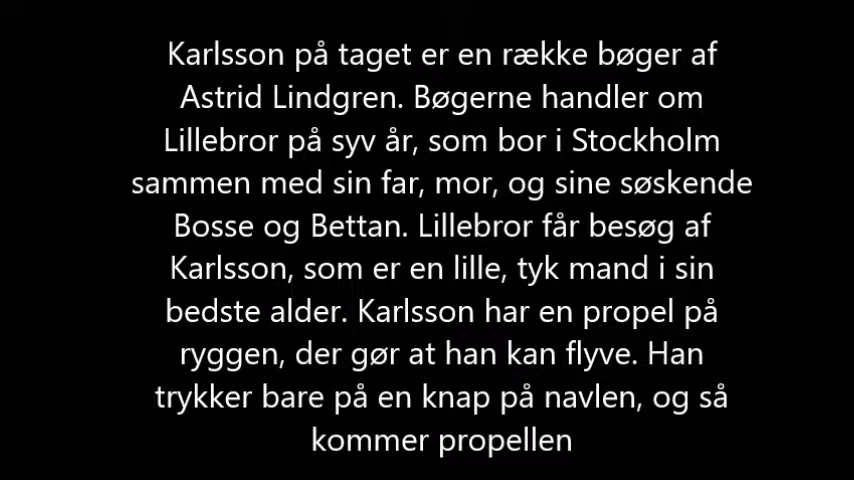 Karlsson på taget er en række bøger af
Astrid Lindgren. Bøgerne handler om
Lillebror på syv år, som bor i Stockholm
sammen med sin far, mor, og sine søskende
Bosse og Bettan. Lillebror får besøg af
Karlsson, som er en lille, tyk mand i sin
bedste alder. Karlsson har en propel på
ryggen, der gør at han kan flyve. Han
trykker bare på en knap på navlen, og så
kommer propellen